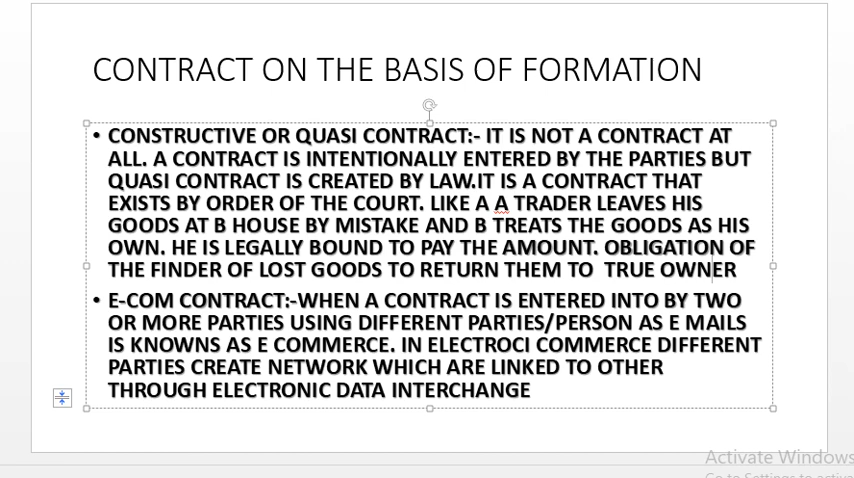 CONTRACT ON THE BASIS OF FORMATION
• CONSTRUCTIVE OR QUASI CONTRACT:- IT IS NOT A CONTRACT AT
ALL. A CONTRACT IS INTENTIONALLY ENTERED BY THE PARTIES BUT
QUASI CONTRACT IS CREATED BY LAW.IT IS A CONTRACT THAT
EXISTS BY ORDER OF THE COURT. LIKE A A TRADER LEAVES HIS
GOODS AT B HOUSE BY MISTAKE AND B TREATS THE GOODS AS HIS
OWN. HE IS LEGALLY BOUND TO PAY THE AMOUNT. OBLIGATION OF
THE FINDER OF LOST GOODS TO RETURN THEM TO  TRUE OWNER
• E-COM CONTRACT:-WHEN A CONTRACT IS ENTERED INTO BY TWO
OR MORE PARTIES USING DIFFERENT PARTIES/PERSON AS E MAILS
IS KNOWNS AS E COMMERCE. IN ELECTROCI COMMERCE DIFFERENT
PARTIES CREATE NETWORK WHICH ARE LINKED TO OTHER
THROUGH ELECTRONIC DATA INTERCHANGE
Activate Windows
Go to Settings to